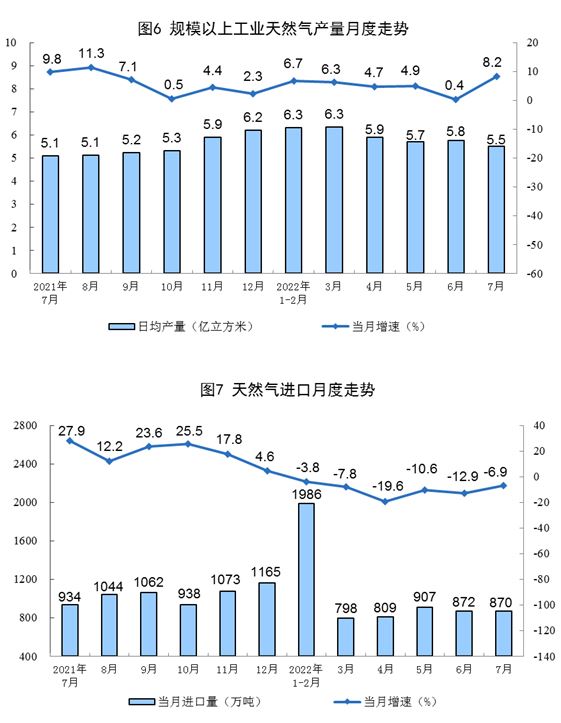 图6 规模以上工业天然气产量月度走势
10 20
9.8 11.3 7.1 0.5 4.4 2.3 6.7 6.3 4.7 4.9 0.4 8.2
9 10
8 0
7 -10
6 5.1 5.1 5.2 5.3 5.9 6.2 6.3 6.3 5.9 5.7 5.8 5.5
5 -20
4 -30
3
2 -40
1 -50
0 -60
2021年 8月 9月 10月 11月 12月 2022年 3月 4月 5月 6月 7月
7月 1-2月
日均产量（亿立方米） 当月增速（%）
图7 天然气进口月度走势
2800 40
27.9 12.2 23.6 25.5 17.8 4.6 -3.8 -7.8 -19.6 -10.6 -12.9 -6.9
2400 20
0
2000 -20
-40
1600 -60
1200 -80
934 1044 1062 938 1073 1165 1986 798 809 907 872 870
800 -100
-120
400 -140
2021年 8月 9月 10月 11月 12月 2022年 3月 4月 5月 6月 7月
7月 1-2月
当月进口量（万吨） 当月增速（%）